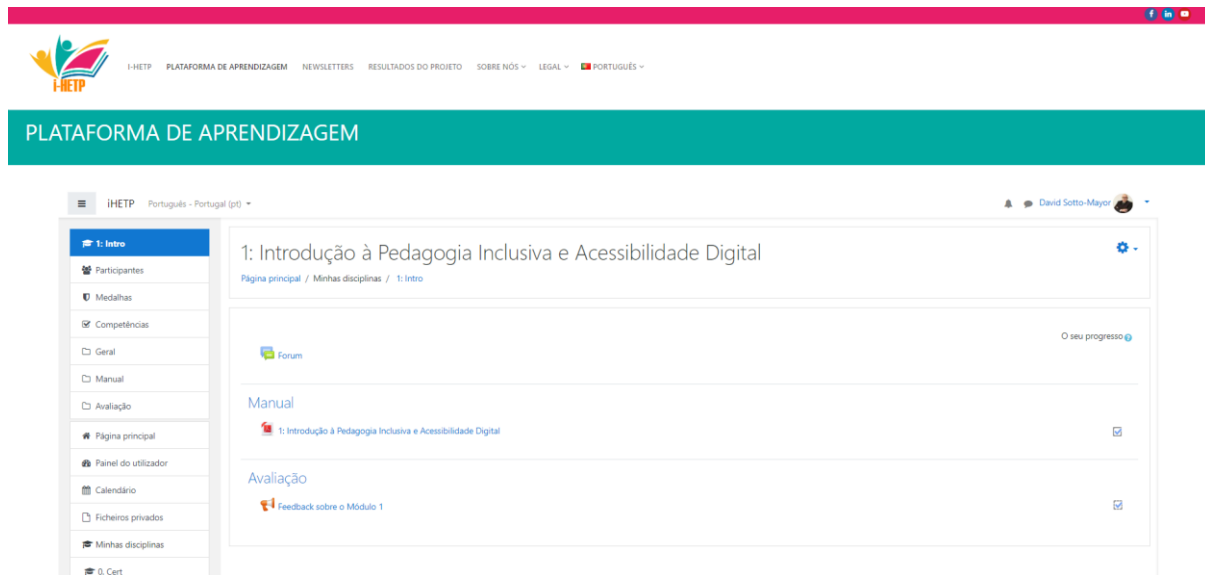 i-HETP
I-HETP PLATAFORMA DE APRENDIZAGEM NEWSLETTERS RESULTADOS DO PROJETO SOBRE NÓS LEGAL PORTUGUÊS
PLATAFORMA DE APRENDIZAGEM
iHETP Português - Portugal (pt) David Sotto-Mayor
1: Intro
Participantes
Medalhas
Competências
Geral
Manual
Avaliação
Página principal
Painel do utilizador
Calendário
Ficheiros privados
Minhas disciplinas
0. Cert
1: Introdução à Pedagogia Inclusiva e Acessibilidade Digital
Página principal / Minhas disciplinas / 1: Intro
O seu progresso
Forum
Manual
1: Introdução à Pedagogia Inclusiva e Acessibilidade Digital
Avaliação
Feedback sobre o Módulo 1